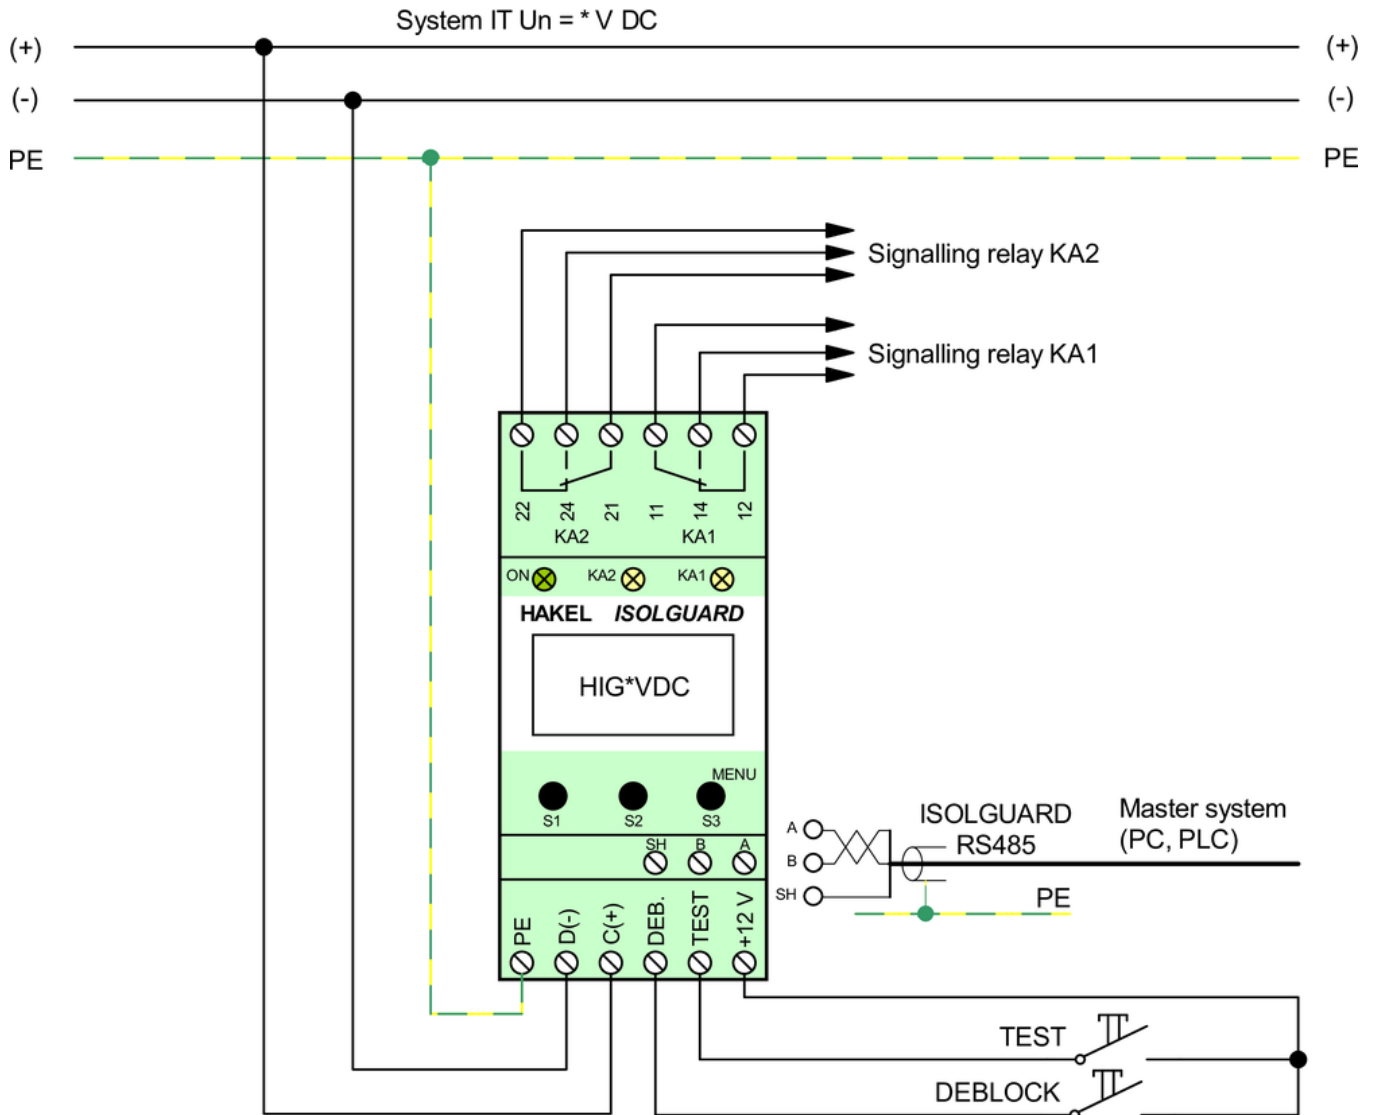 System IT Un = * V DC
(+) (+)
(-) (-)
PE PE
Signalling relay KA2
Signalling relay KA1
22 24 21 11 14 12
KA2 KA1
ON KA2 KA1
HAKEL ISOLGUARD
HIG*VDC
MENU
S1 S2 S3
SH B A
PE D(-) C(+) DEB. TEST +12 V
A
B
SH
ISOLGUARD
RS485
Master system
(PC, PLC)
PE
TEST
DEBLOCK